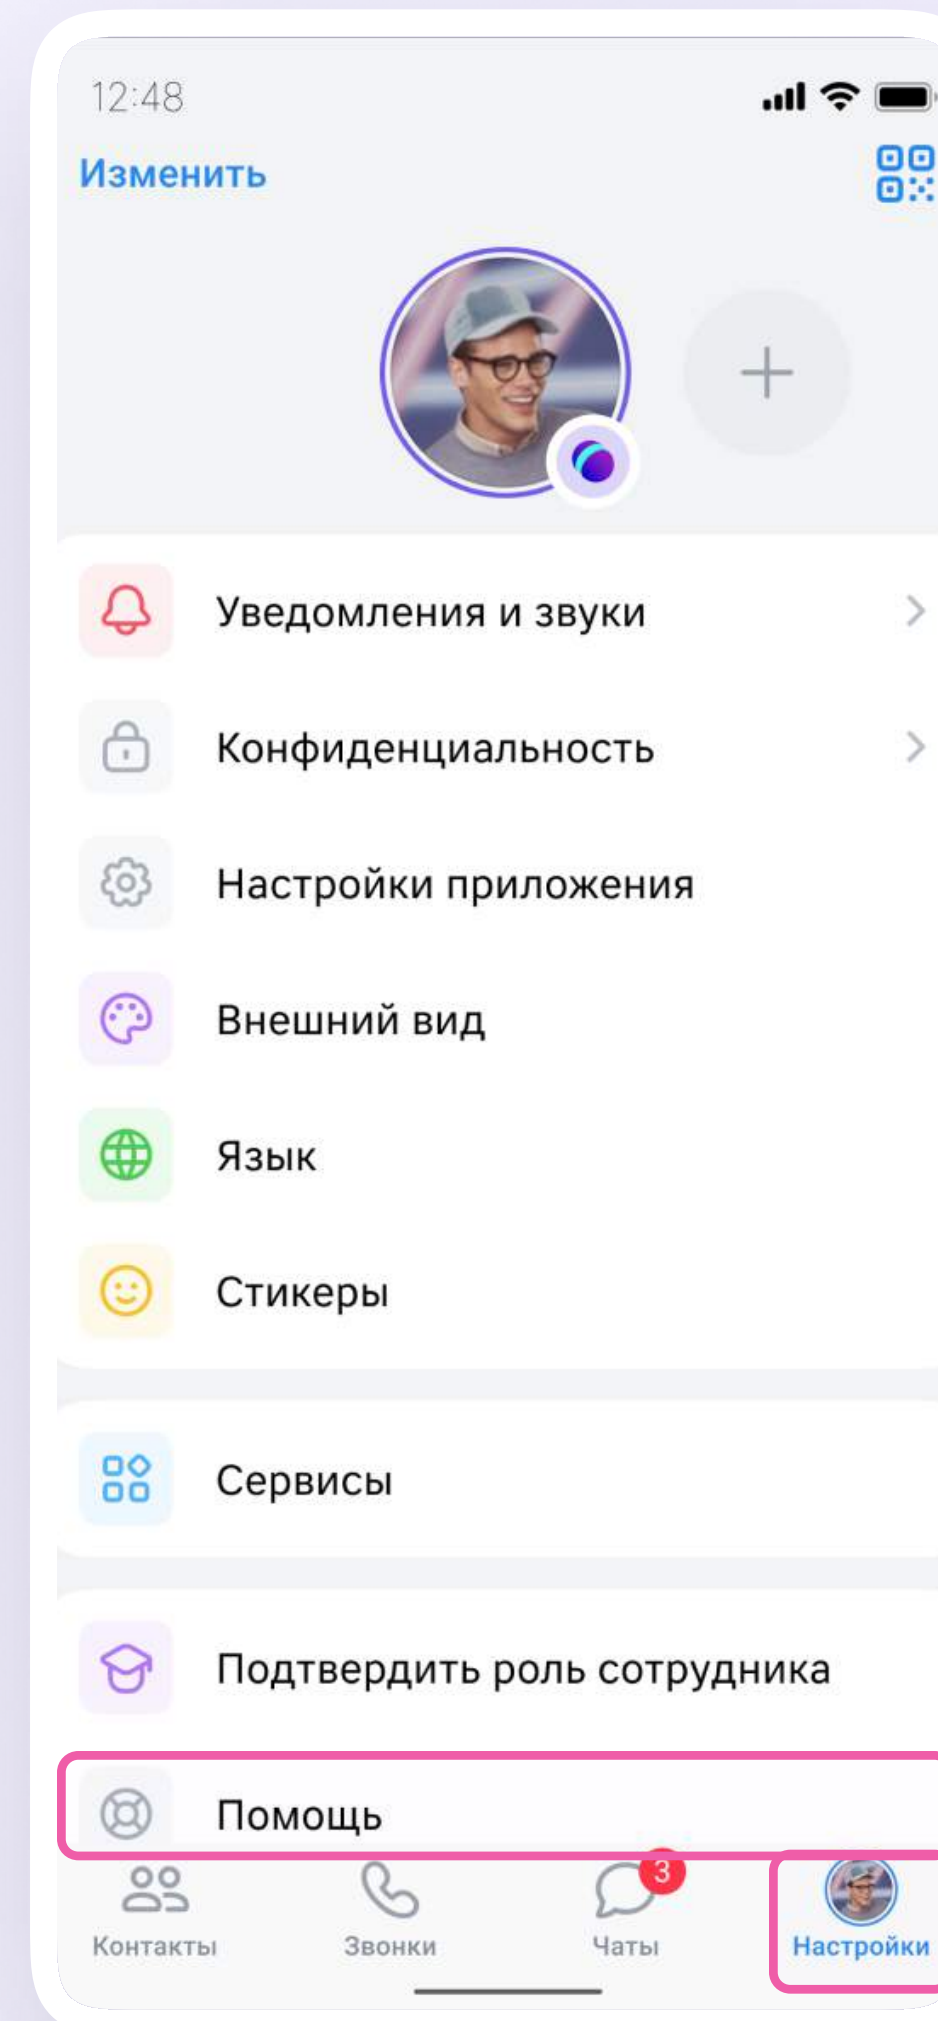 12:48
Изменить
Уведомления и звуки
Конфиденциальность
Настройки приложения
Внешний вид
Язык
Стикеры
Сервисы
Подтвердить роль сотрудника
Помощь
3
Контакты
Звонки
Чаты
Настройки